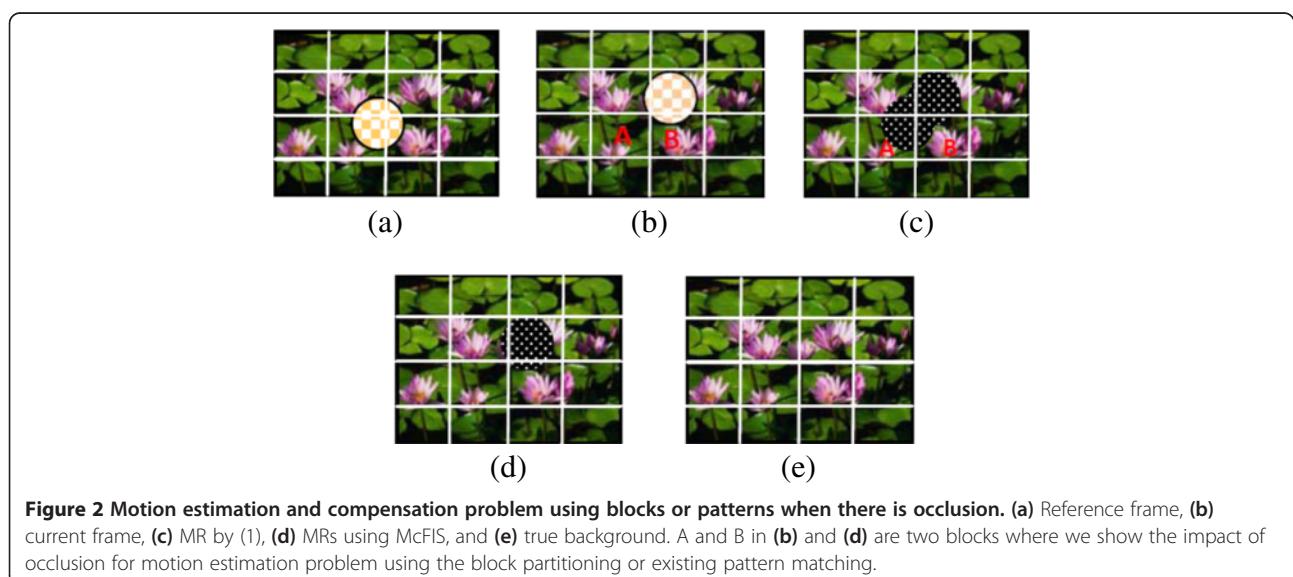 A
B
A
B
(a)
(b)
(c)
(d)
(e)
Figure 2 Motion estimation and compensation problem using blocks or patterns when there is occlusion. (a) Reference frame, (b)
current frame, (c) MR by (1), (d) MRs using McFIS, and (e) true background. A and B in (b) and (d) are two blocks where we show the impact of
occlusion for motion estimation problem using the block partitioning or existing pattern matching.